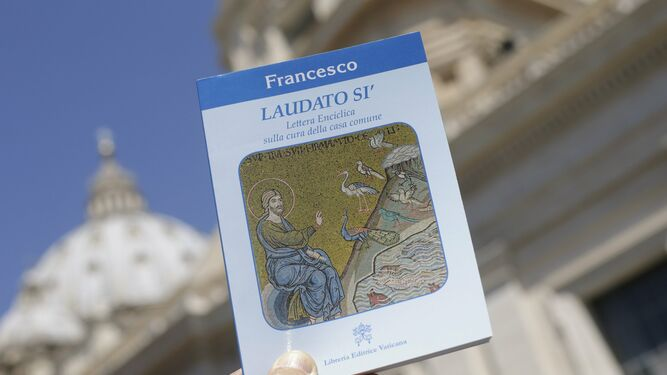 Francesco
LAUDATO SI'
Lettera Enciclica
sulla cura della casa comune
Libreria Editrice Vaticana